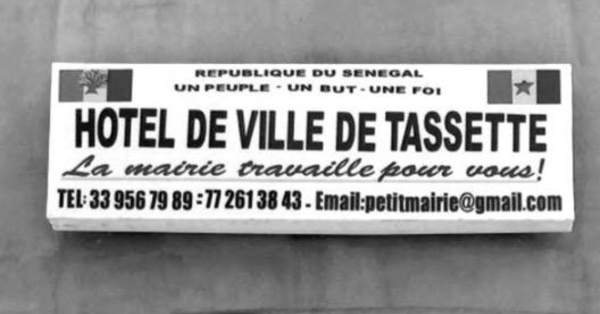 REPUBLIQUE DU SENEGAL
UN PEUPLE - UN BUT - UNE FOI
HOTEL DE VILLE DE TASSETTE
La mairie travaille pour vous!
TEL: 33 956 79 89 = 77 261 38 43 - Email:petitmairie@gmail.com